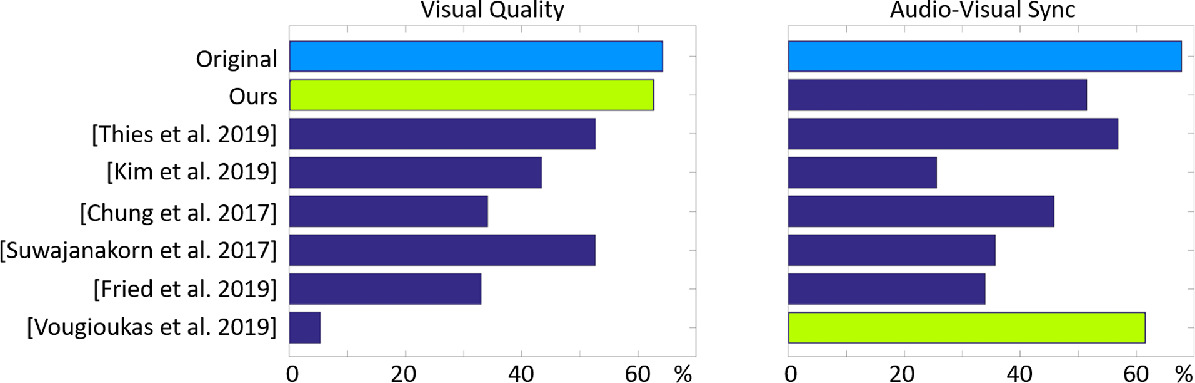 Visual Quality
Audio-Visual Sync
Original
Ours
[Thies et al. 2019]
[Kim et al. 2019]
[Chung et al. 2017]
[Suwajanakorn et al. 2017]
[Fried et al. 2019]
[Vougioukas et al. 2019]
0 20 40 60 %
0 20 40 60 %